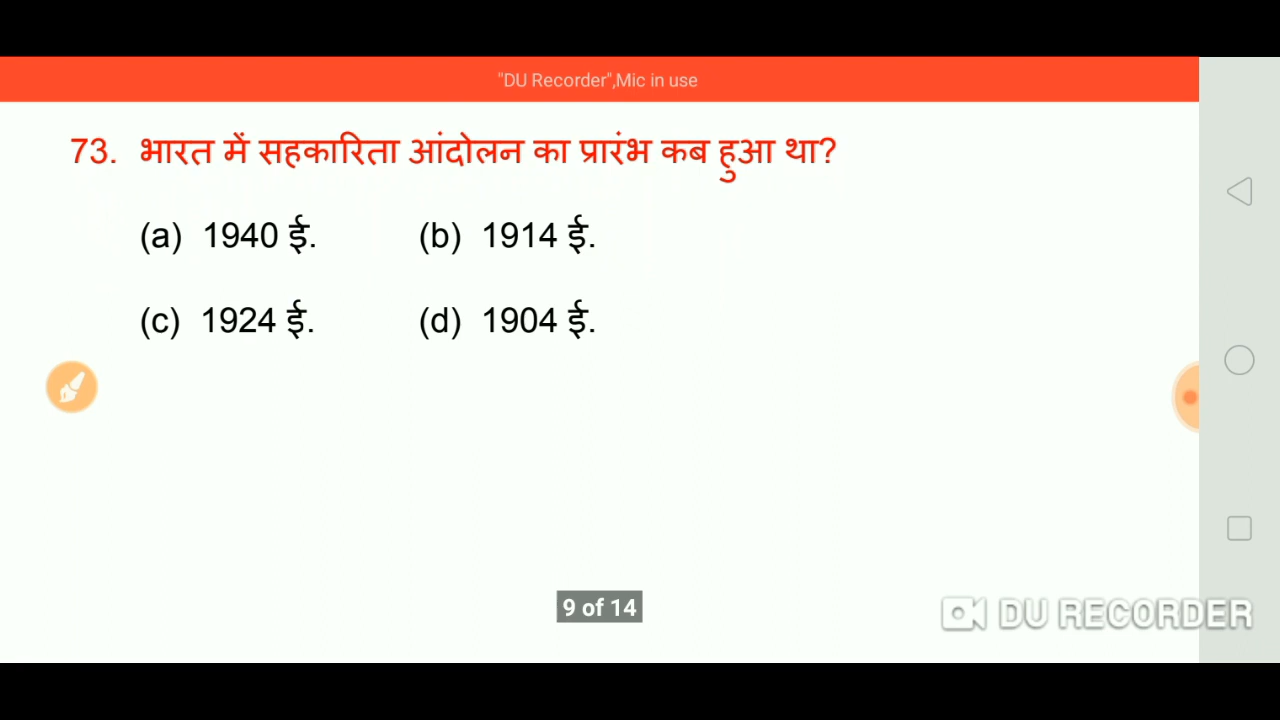 "DU Recorder",Mic in use
73. भारत में सहकारिता आंदोलन का प्रारंभ कब हुआ था?
(a) 1940 ई. (b) 1914 ई.
(c) 1924 ई. (d) 1904 ई.
9 of 14
DU RECORDER